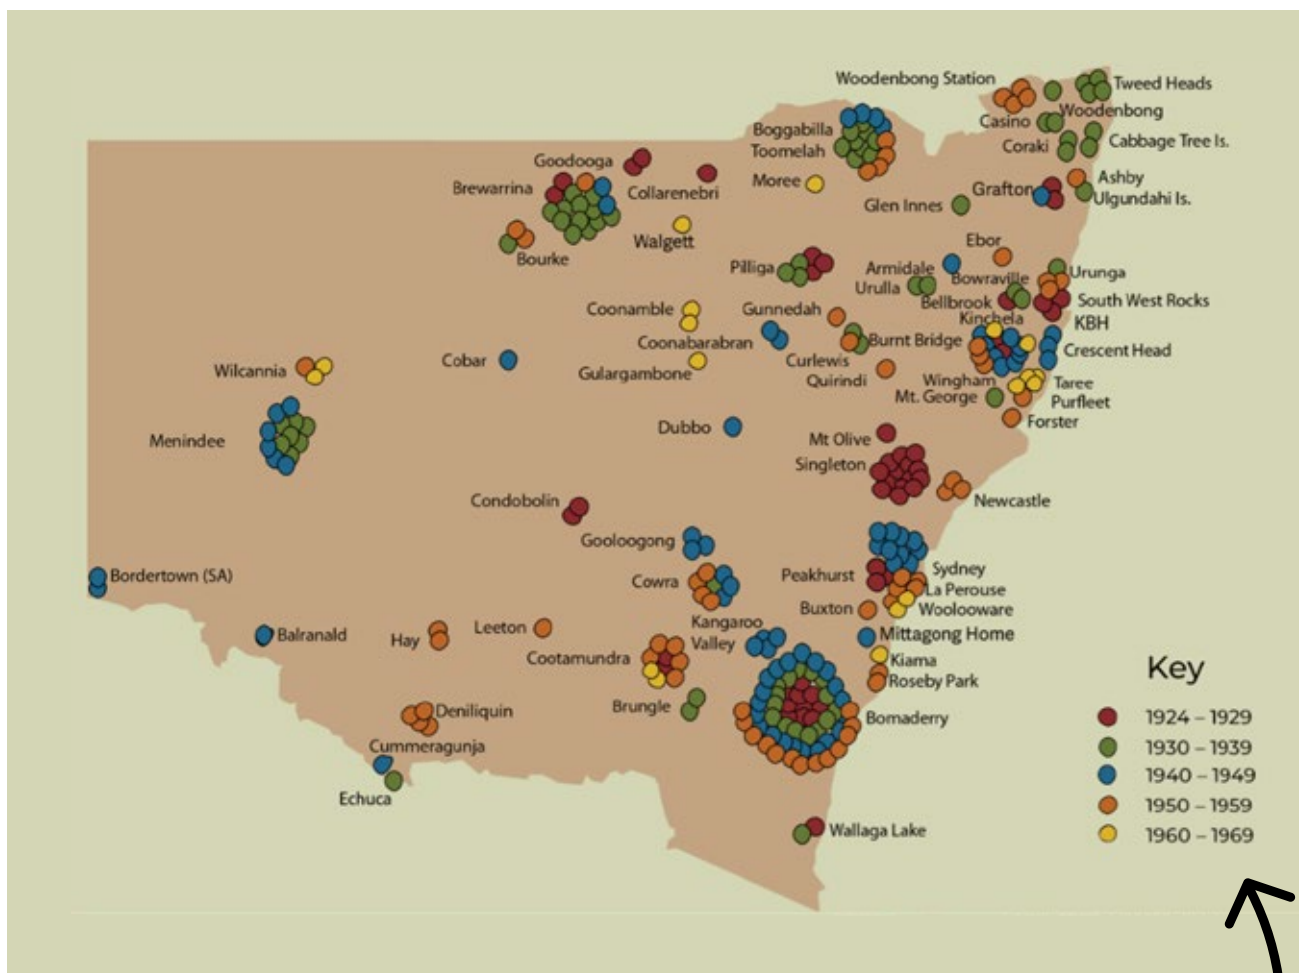 Woodenbong Station
Tweed Heads
Woodenbong
Casino
Boggabilla
Toomelah
Coraki
Cabbage Tree Is.
Goodooga
Brewarrina
Collarenebri
Moree
Grafton
Ashby
Ulgundahi Is.
Glen Innes
Walgett
Ebor
Bourke
Pilliga
Armidale
Bowraville
Urunga
Urulla
Bellbrook
South West Rocks
Coonamble
Gunnedah
Kinchela
KBH
Coonabarabran
Burnt Bridge
Crescent Head
Cobar
Curlewis
Wilcannia
Gulargambone
Quirindi
Wingham
Taree
Mt. George
Purfleet
Forster
Menindee
Dubbo
Mt Olive
Singleton
Condobolin
Newcastle
Gooloogong
Bordertown (SA)
Cowra
Peakhurst
Sydney
La Perouse
Buxton
Woolooware
Balranald
Hay
Leeton
Kangaroo
Valley
Mittagong Home
Cootamundra
Kiama
Roseby Park
Brungle
Deniliquin
Bomaderry
Cummeragunja
Echuca
Wallaga Lake
Key
1924 – 1929
1930 – 1939
1940 – 1949
1950 – 1959
1960 – 1969